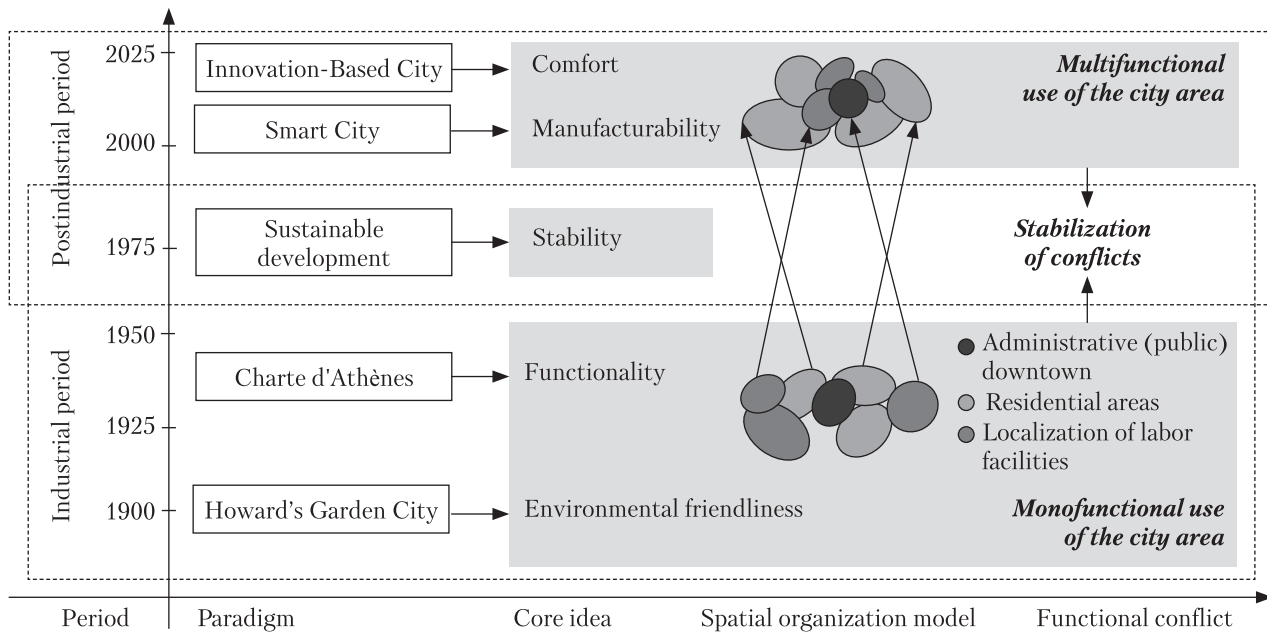 Postindustrial period
Industrial period
2025
2000
1975
1950
1925
1900
Innovation-Based City
Comfort
Multifunctional
use of the city area
Smart City
Manufacturability
Sustainable
development
Stability
Stabilization
of conflicts
Charte d'Athènes
Functionality
Administrative (public)
downtown
Residential areas
Localization of labor
facilities
Howard's Garden City
Environmental friendliness
Monofunctional use
of the city area
Period
Paradigm
Core idea
Spatial organization model
Functional conflict